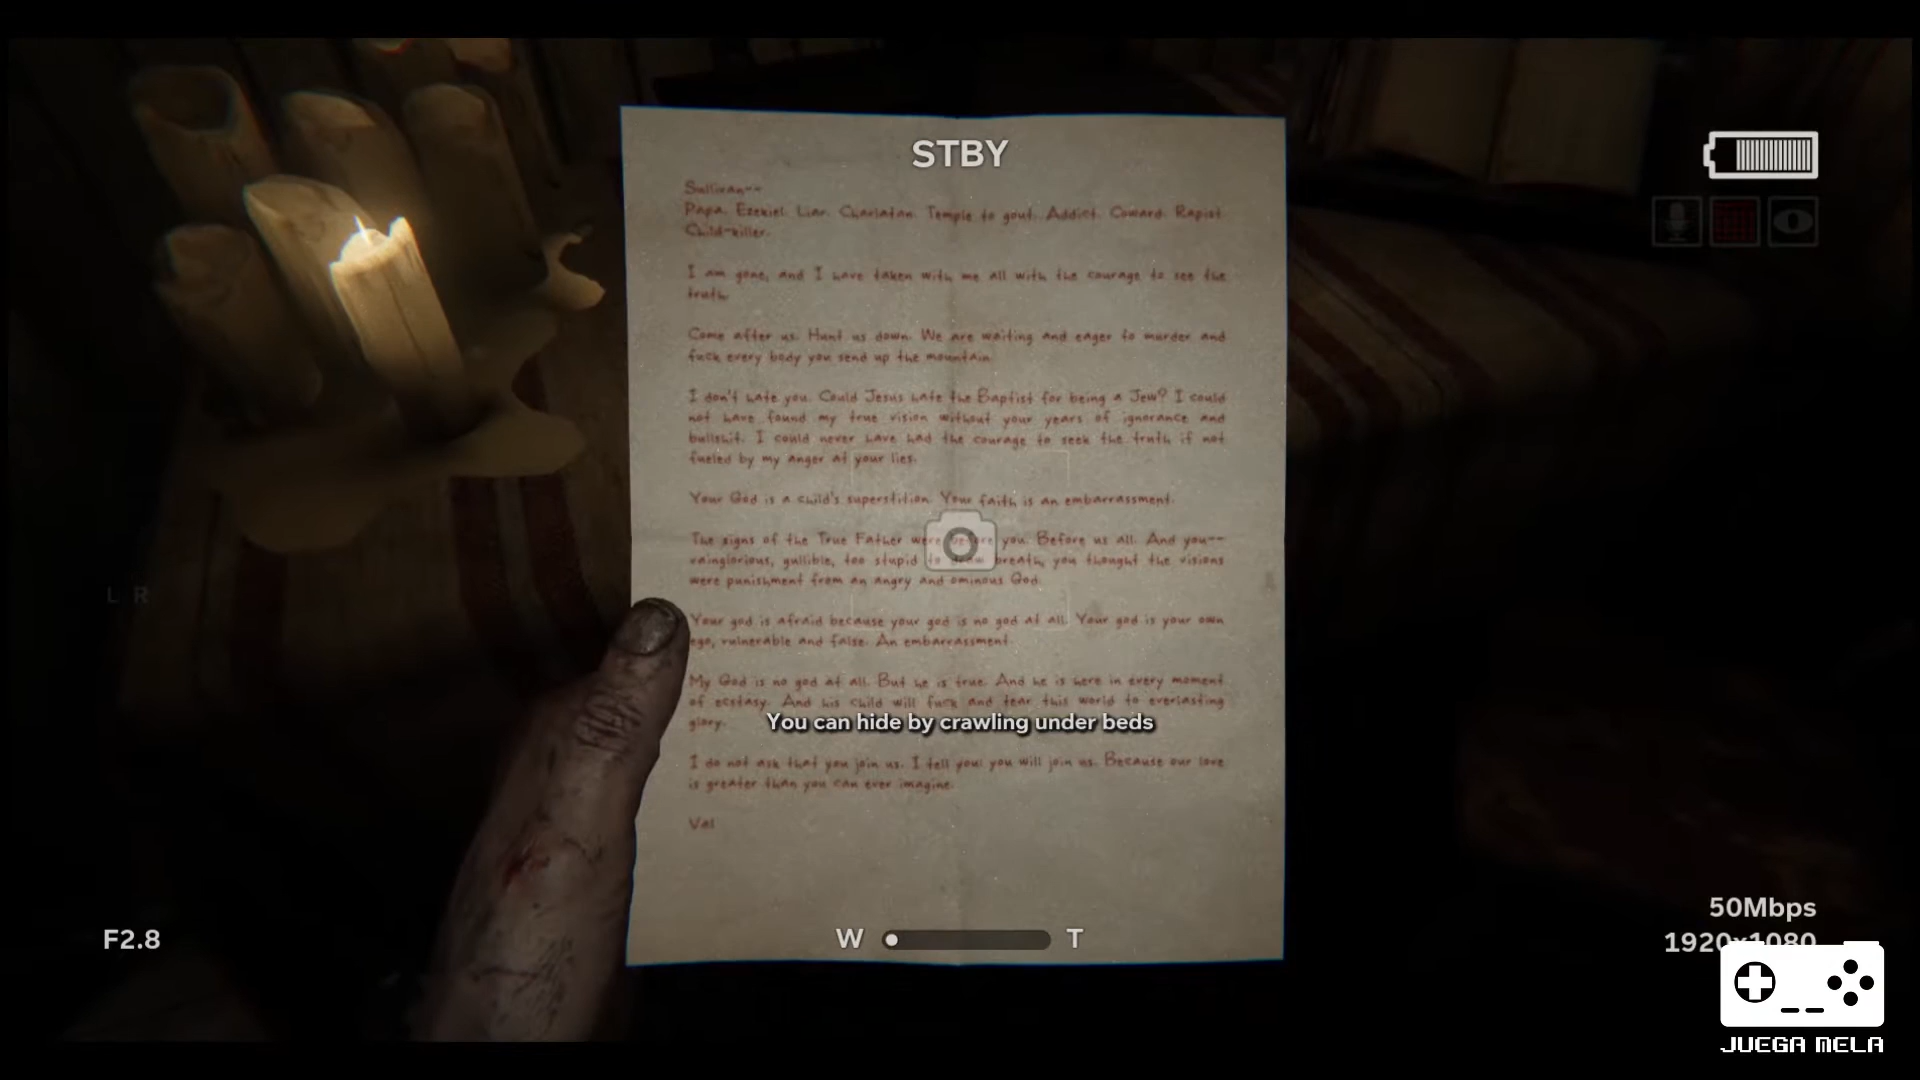 STBY
Sullivan--
Papa. Ezekiel. Liar. Charlatan. Temple to gout. Addict. Coward. Rapist.
Child-killer.
I am gone, and I have taken with me all with the courage to see the
truth.
Come after us. Hunt us down. We are waiting and eager to murder and
fuck every body you send up the mountain.
I don't hate you. Could Jesus hate the Baptist for being a Jew? I could
not have found my true vision without your years of ignorance and
bullshit. I could never have had the courage to seek the truth if not
fueled by my anger at your lies.
Your God is a child's superstition. Your faith is an embarrassment.
The signs of the True Father were before you. Before us all. And you--
vainglorious, gullible, too stupid to draw breath, you thought the visions
were punishment from an angry and ominous God.
L R
Your god is afraid because your god is no god at all. Your god is your own
ego, vulnerable and false. An embarrassment.
My God is no god at all. But he is true. And he is here in every moment
of ecstasy. And his child will fuck and tear this world to everlasting
glory.
You can hide by crawling under beds
I do not ask that you join us. I tell you: you will join us. Because our love
is greater than you can ever imagine.
Val
F2.8
W T
50Mbps
1920x1080
JUEGA MELA